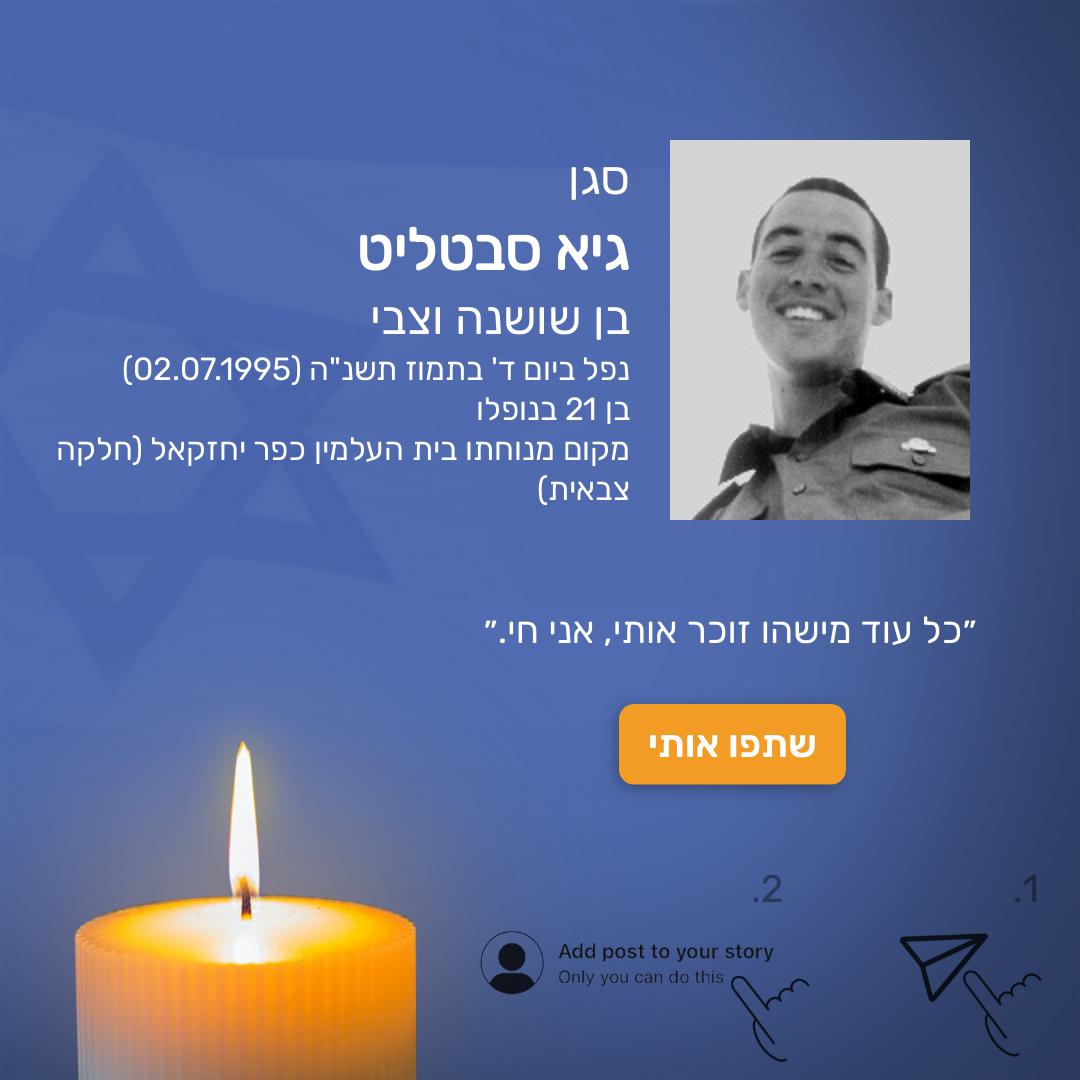 סגן
גיא סבטליט
בן שושנה וצבי
נפל ביום ד' בתמוז תשנ"ה (02.07.1995)
בן 21 בנופלו
מקום מנוחתו בית העלמין כפר יחזקאל (חלקה
צבאית)
״כל עוד מישהו זוכר אותי, אני חי.״
שתפו אותי
1.
2.
Add post to your story
Only you can do this